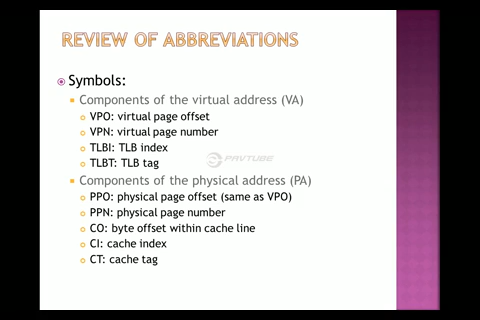 REVIEW OF ABBREVIATIONS
Symbols:
Components of the virtual address (VA)
VPO: virtual page offset
VPN: virtual page number
TLBI: TLB index
TLBT: TLB tag
PAVTUBE
Components of the physical address (PA)
PPO: physical page offset (same as VPO)
PPN: physical page number
CO: byte offset within cache line
CI: cache index
CT: cache tag